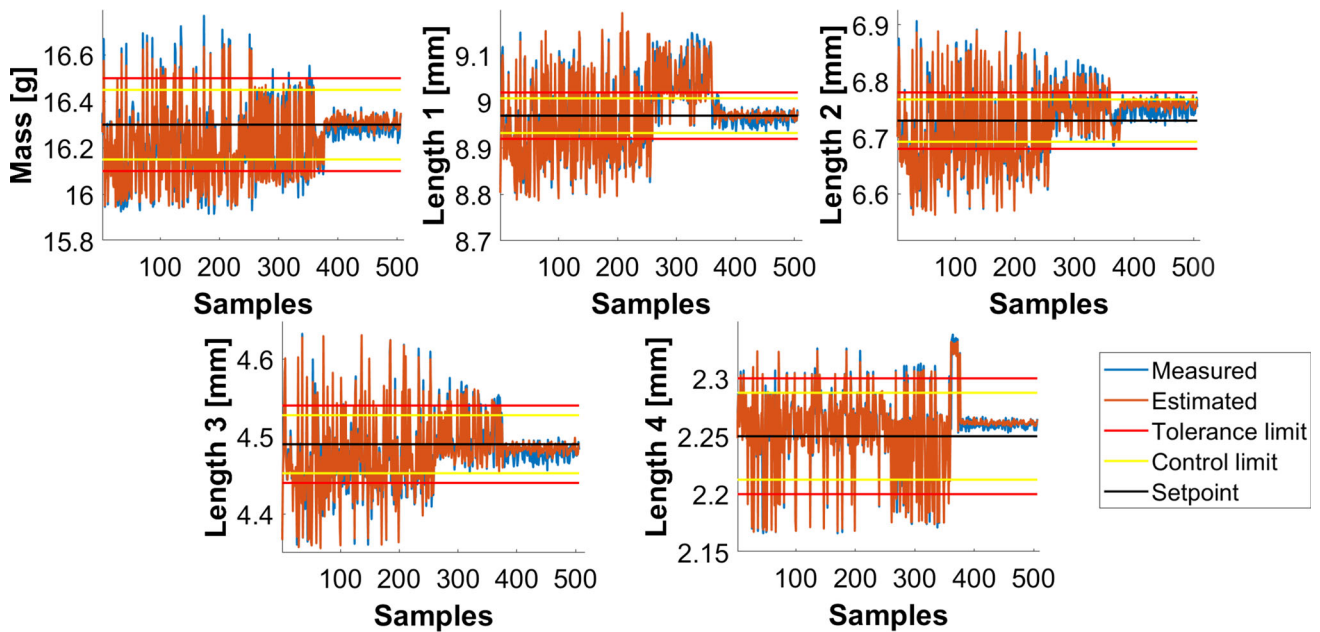 Mass [g]
16.6
16.4
16.2
16
15.8
100 200 300 400 500
Samples
Length 1 [mm]
9.1
9
8.9
8.8
8.7
100 200 300 400 500
Samples
Length 2 [mm]
6.9
6.8
6.7
6.6
100 200 300 400 500
Samples
Length 3 [mm]
4.6
4.5
4.4
100 200 300 400 500
Samples
Length 4 [mm]
2.3
2.25
2.2
2.15
100 200 300 400 500
Samples
Measured
Estimated
Tolerance limit
Control limit
Setpoint